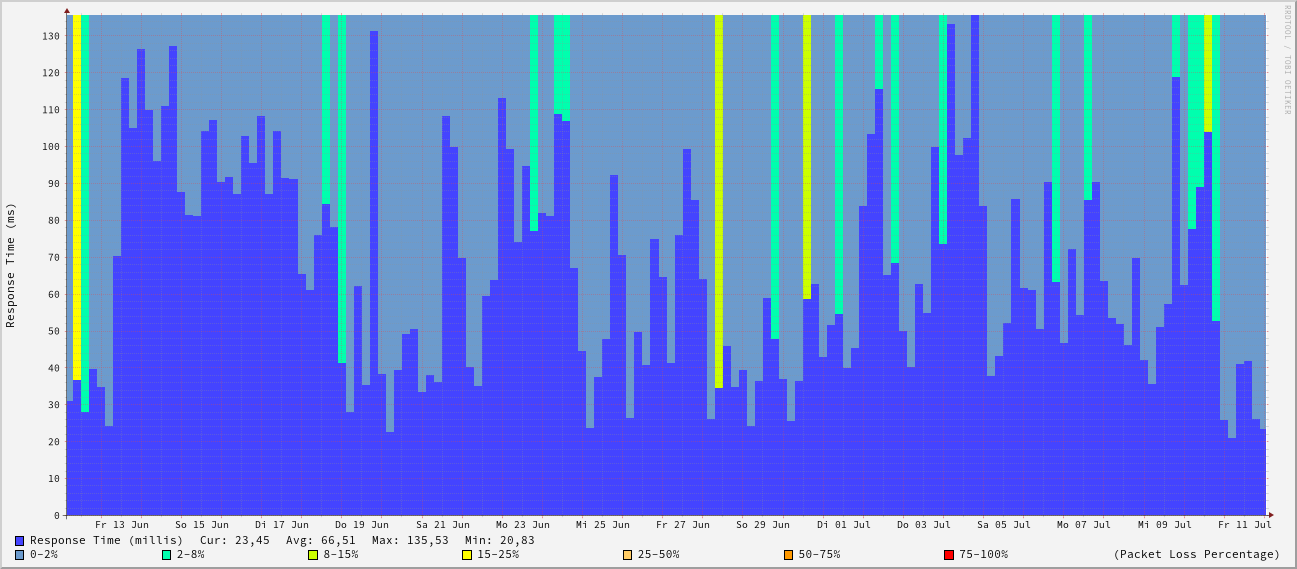 RRDTOOL / TOBI OETIKER
Response Time (ms)
130
120
110
100
90
80
70
60
50
40
30
20
10
0
Fr 13 Jun So 15 Jun Di 17 Jun Do 19 Jun Sa 21 Jun Mo 23 Jun Mi 25 Jun Fr 27 Jun So 29 Jun Di 01 Jul Do 03 Jul Sa 05 Jul Mo 07 Jul Mi 09 Jul Fr 11 Jul
Response Time (millis) Cur: 23,45 Avg: 66,51 Max: 135,53 Min: 20,83
0-2% 2-8% 8-15% 15-25% 25-50% 50-75% 75-100% (Packet Loss Percentage)